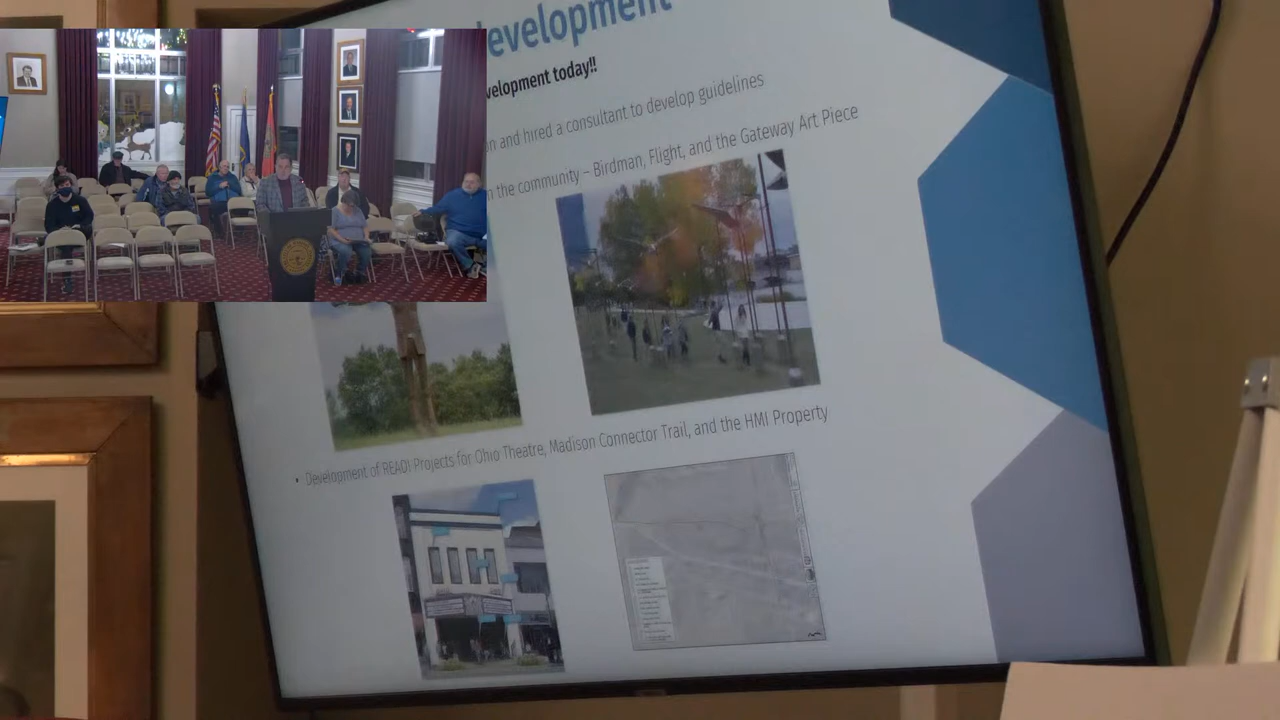 evelopment
velopment today!!
on and hired a consultant to develop guidelines
n the community – Birdman, Flight, and the Gateway Art Piece
• Development of READI Projects for Ohio Theatre, Madison Connector Trail, and the HMI Property